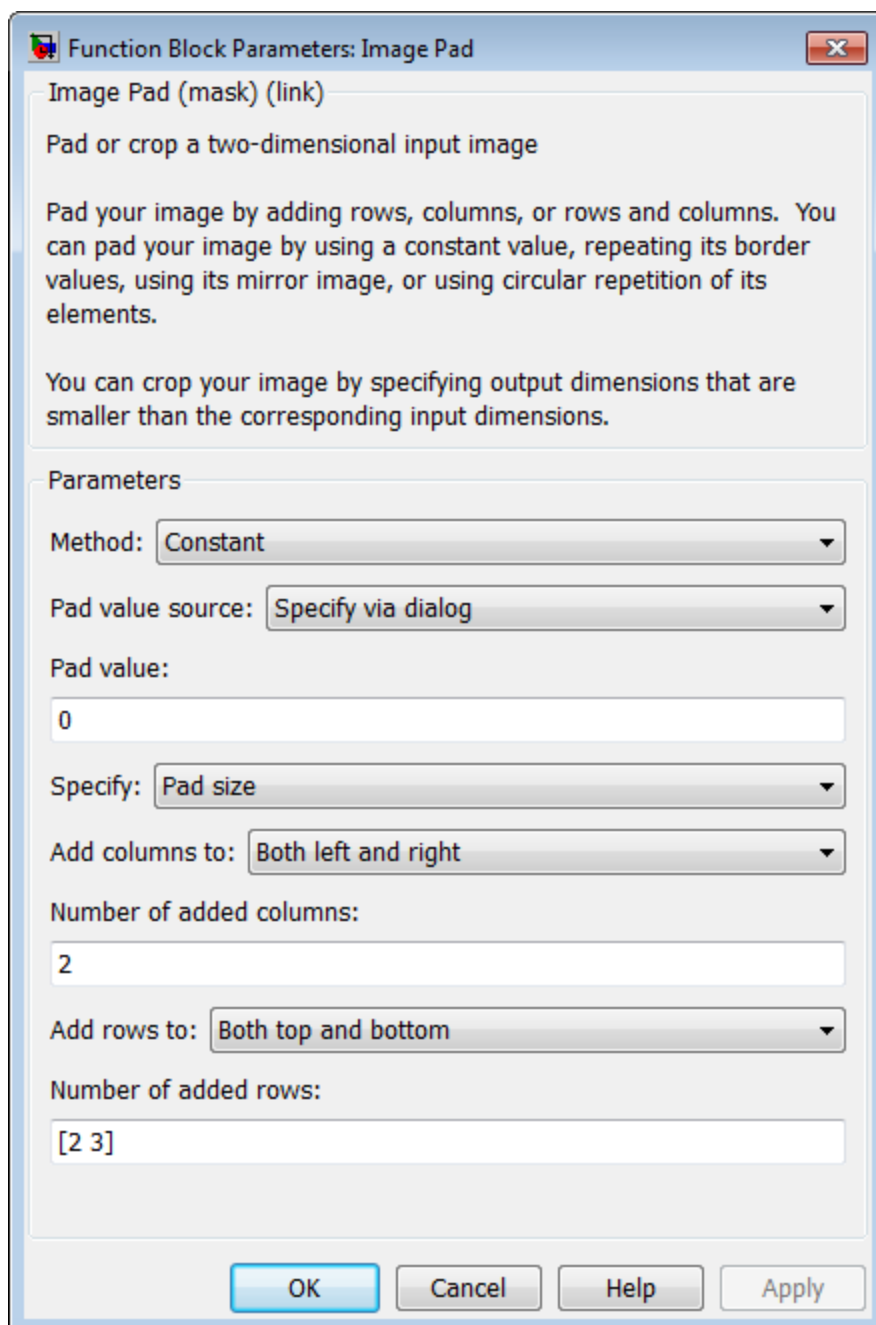 Function Block Parameters: Image Pad
Image Pad (mask) (link)
Pad or crop a two-dimensional input image
Pad your image by adding rows, columns, or rows and columns.  You
can pad your image by using a constant value, repeating its border
values, using its mirror image, or using circular repetition of its
elements.
You can crop your image by specifying output dimensions that are
smaller than the corresponding input dimensions.
Parameters
Method: Constant
Pad value source: Specify via dialog
Pad value:
0
Specify: Pad size
Add columns to: Both left and right
Number of added columns:
2
Add rows to: Both top and bottom
Number of added rows:
[2 3]
OK Cancel Help Apply